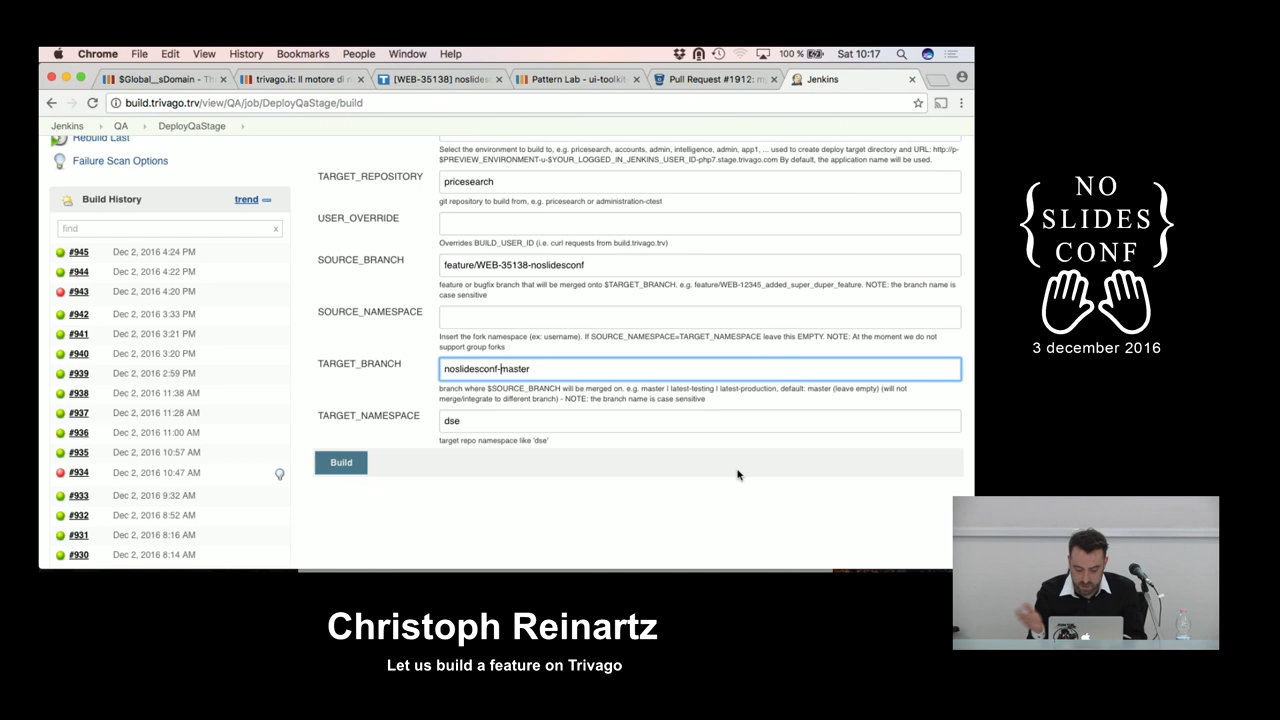 Chrome File Edit View History Bookmarks People Window Help 100 % Sat 10:17
$Global__sDomain - Th
trivago.it: Il motore di ri
[WEB-35138] noslides
Pattern Lab - ui-toolkit
Pull Request #1912: m
Jenkins
build.trivago.trv/view/QA/job/DeployQaStage/build
Jenkins QA DeployQaStage
Rebuild Last
Failure Scan Options
Build History trend
find x
#945 Dec 2, 2016 4:24 PM
#944 Dec 2, 2016 4:22 PM
#943 Dec 2, 2016 4:20 PM
#942 Dec 2, 2016 3:33 PM
#941 Dec 2, 2016 3:21 PM
#940 Dec 2, 2016 3:20 PM
#939 Dec 2, 2016 2:59 PM
#938 Dec 2, 2016 11:38 AM
#937 Dec 2, 2016 11:28 AM
#936 Dec 2, 2016 11:00 AM
#935 Dec 2, 2016 10:57 AM
#934 Dec 2, 2016 10:47 AM
#933 Dec 2, 2016 9:32 AM
#932 Dec 2, 2016 8:52 AM
#931 Dec 2, 2016 8:16 AM
#930 Dec 2, 2016 8:14 AM
Select the environment to build to, e.g. pricesearch, accounts, admin, intelligence, admin, app1, ... used to create deploy target directory and URL: http://p-
$PREVIEW_ENVIRONMENT-u-$YOUR_LOGGED_IN_JENKINS_USER_ID-php7.stage.trivago.com By default, the application name will be used.
TARGET_REPOSITORY
pricesearch
git repository to build from, e.g. pricesearch or administration-ctest
USER_OVERRIDE
Overrides BUILD_USER_ID (i.e. curl requests from build.trivago.trv)
SOURCE_BRANCH
feature/WEB-35138-noslidesconf
feature or bugfix branch that will be merged onto $TARGET_BRANCH. e.g. feature/WEB-12345_added_super_duper_feature. NOTE: the branch name is
case sensitive
SOURCE_NAMESPACE
Insert the fork namespace (ex: username). If SOURCE_NAMESPACE=TARGET_NAMESPACE leave this EMPTY. NOTE: At the moment we do not
support group forks
TARGET_BRANCH
noslidesconf-master
branch where $SOURCE_BRANCH will be merged on. e.g. master | latest-testing | latest-production, default: master (leave empty) (will not
merge/integrate to different branch) - NOTE: the branch name is case sensitive
TARGET_NAMESPACE
dse
target repo namespace like 'dse'
Build
NO
SLIDES
CONF
3 december 2016
Christoph Reinartz
Let us build a feature on Trivago